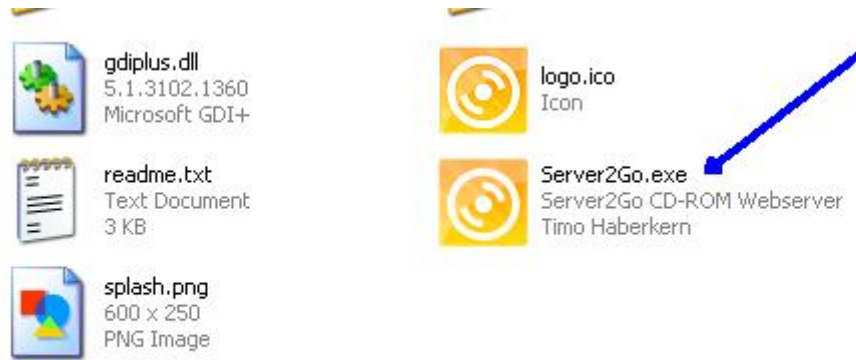 gdiplus.dll
5.1.3102.1360
Microsoft GDI+
logo.ico
Icon
readme.txt
Text Document
3 KB
Server2Go.exe
Server2Go CD-ROM Webserver
Timo Haberkern
splash.png
600 x 250
PNG Image